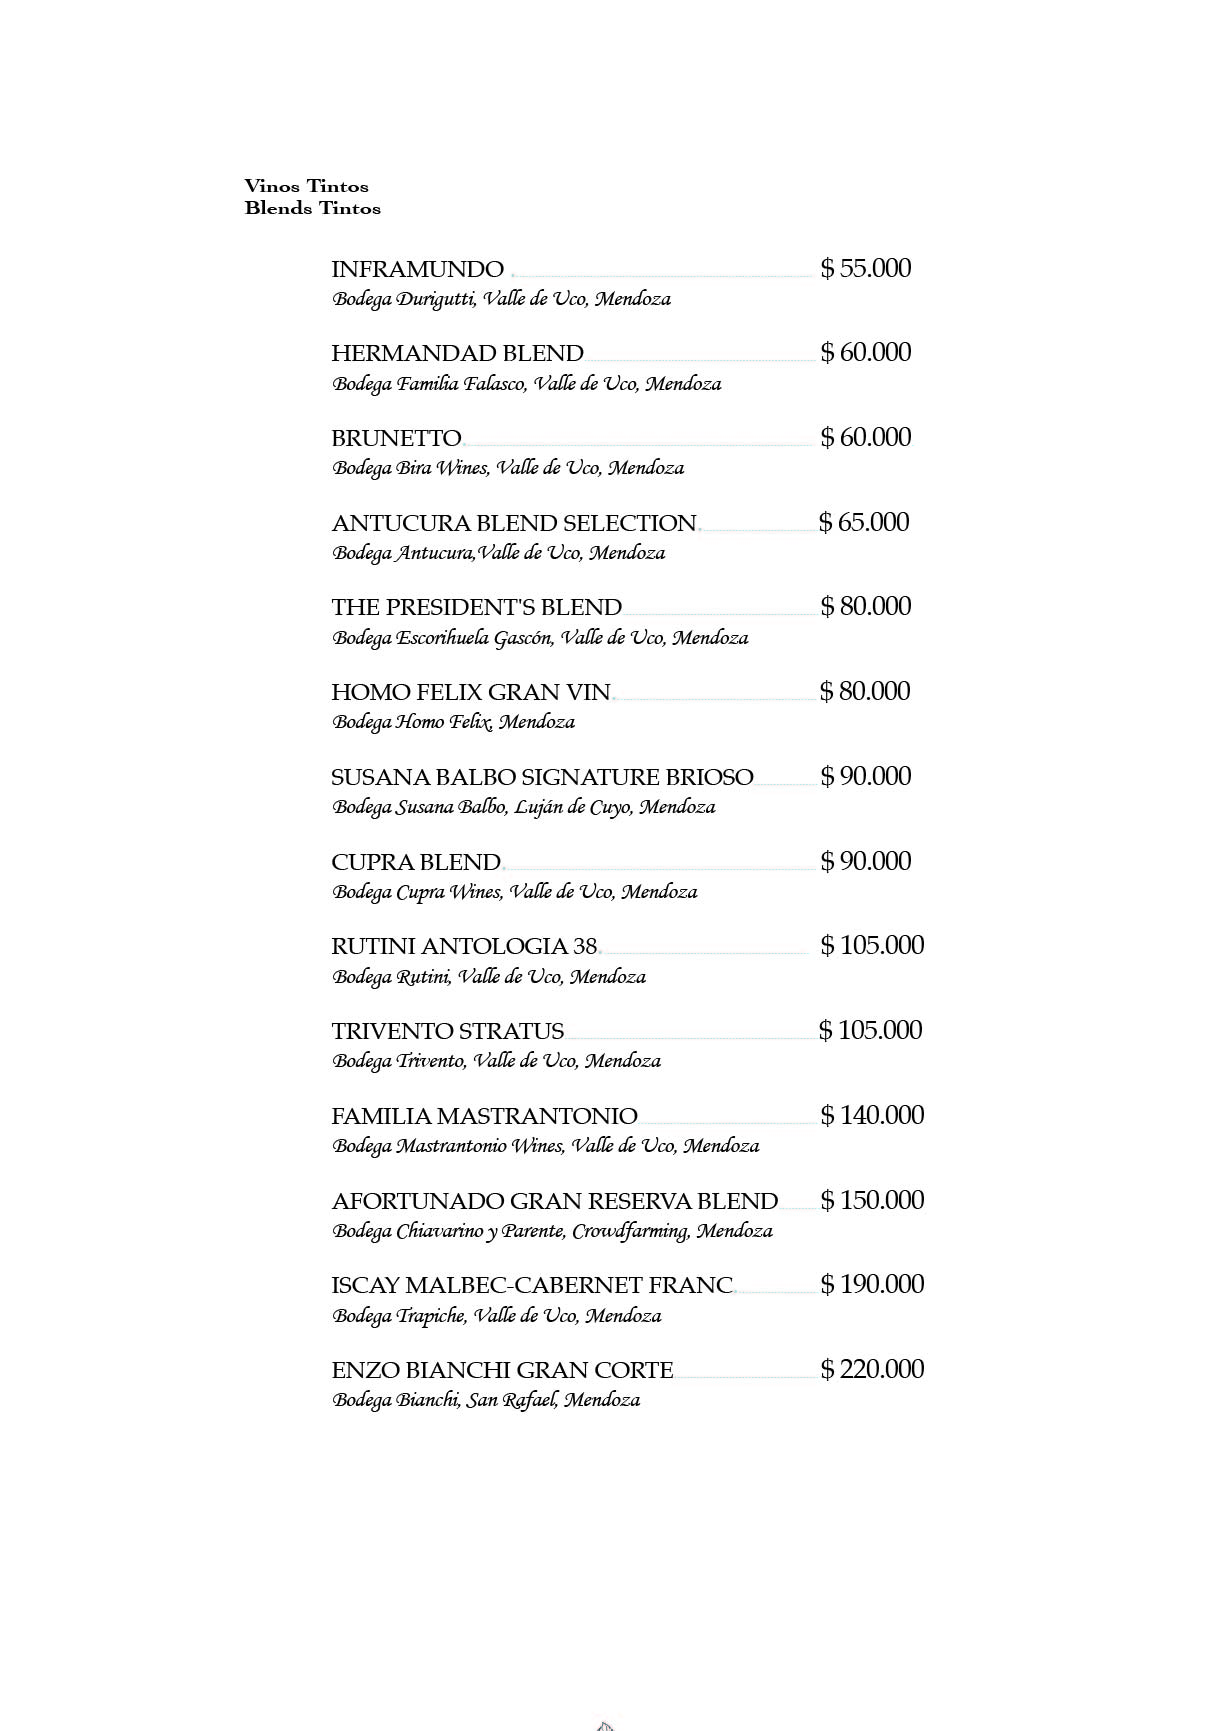 Vinos Tintos
Blends Tintos
INFRAMUNDO $ 55.000
Bodega Durigutti, Valle de Uco, Mendoza
HERMANDAD BLEND $ 60.000
Bodega Familia Falasco, Valle de Uco, Mendoza
BRUNETTO $ 60.000
Bodega Bira Wines, Valle de Uco, Mendoza
ANTUCURA BLEND SELECTION $ 65.000
Bodega Antucura,Valle de Uco, Mendoza
THE PRESIDENT'S BLEND $ 80.000
Bodega Escorihuela Gascón, Valle de Uco, Mendoza
HOMO FELIX GRAN VIN $ 80.000
Bodega Homo Felix, Mendoza
SUSANA BALBO SIGNATURE BRIOSO $ 90.000
Bodega Susana Balbo, Luján de Cuyo, Mendoza
CUPRA BLEND $ 90.000
Bodega Cupra Wines, Valle de Uco, Mendoza
RUTINI ANTOLOGIA 38 $ 105.000
Bodega Rutini, Valle de Uco, Mendoza
TRIVENTO STRATUS $ 105.000
Bodega Trivento, Valle de Uco, Mendoza
FAMILIA MASTRANTONIO $ 140.000
Bodega Mastrantonio Wines, Valle de Uco, Mendoza
AFORTUNADO GRAN RESERVA BLEND $ 150.000
Bodega Chiavarino y Parente, Crowdfarming, Mendoza
ISCAY MALBEC-CABERNET FRANC $ 190.000
Bodega Trapiche, Valle de Uco, Mendoza
ENZO BIANCHI GRAN CORTE $ 220.000
Bodega Bianchi, San Rafael, Mendoza